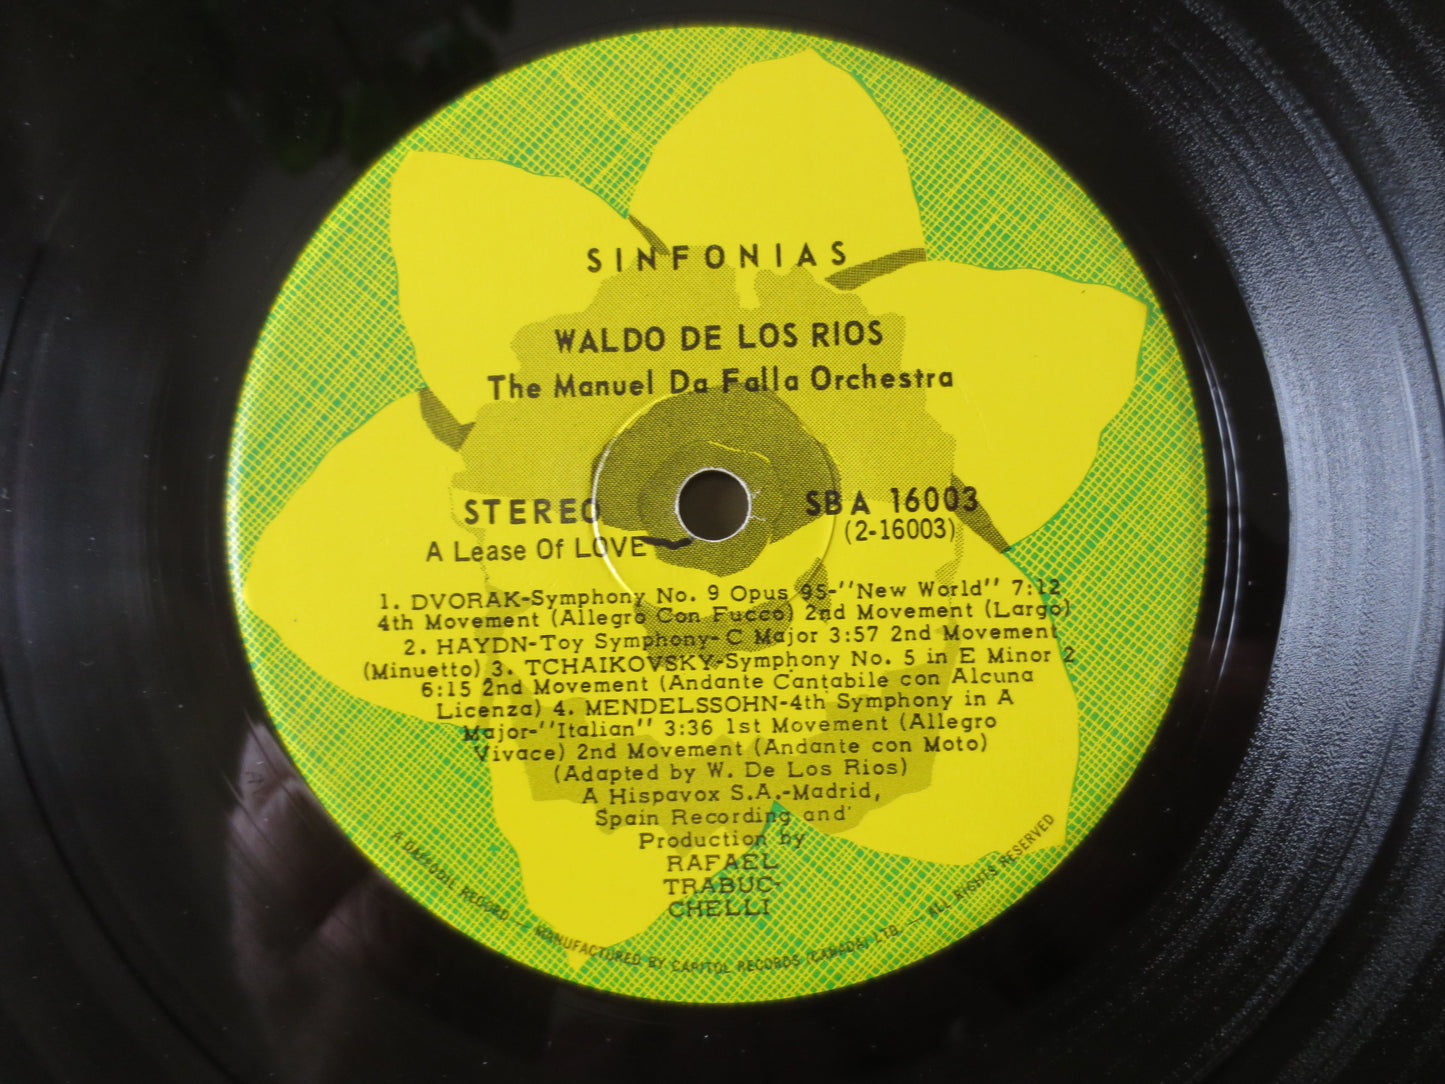 SINFONIAS
WALDO DE LOS RIOS
The Manuel Da Falla Orchestra
STEREO
SBA 16003
(2-16003)
A Lease Of LOVE
1. DVORAK-Symphony No. 9 Opus 95-"New World" 7:12
4th Movement (Allegro Con Fucco) 2nd Movement (Largo)
2. HAYDN-Toy Symphony-C Major 3:57 2nd Movement
(Minuetto) 3. TCHAIKOVSKY-Symphony No. 5 in E Minor 2
6:15 2nd Movement (Andante Cantabile con Alcuna
Licenza) 4. MENDELSSOHN-4th Symphony in A
Major-"Italian" 3:36 1st Movement (Allegro
Vivace) 2nd Movement (Andante con Moto)
(Adapted by W. De Los Rios)
A Hispavox S.A.-Madrid,
Spain Recording and
Production by
RAFAEL
TRABUC-
CHELLI
A DAFFODIL RECORD — MANUFACTURED BY CAPITOL RECORDS (CANADA) LTD. — ALL RIGHTS RESERVED